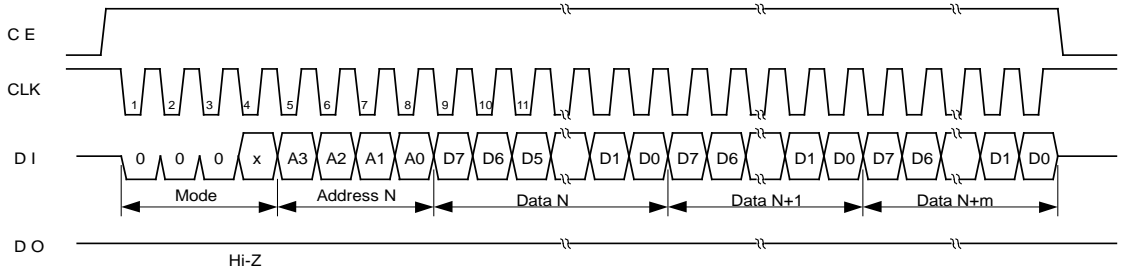 C E
CLK
1 2 3 4 5 6 7 8 9 10 11
D I
0 0 0 x A3 A2 A1 A0 D7 D6 D5 D1 D0 D7 D6 D1 D0 D7 D6 D1 D0
Mode Address N Data N Data N+1 Data N+m
D O
Hi-Z